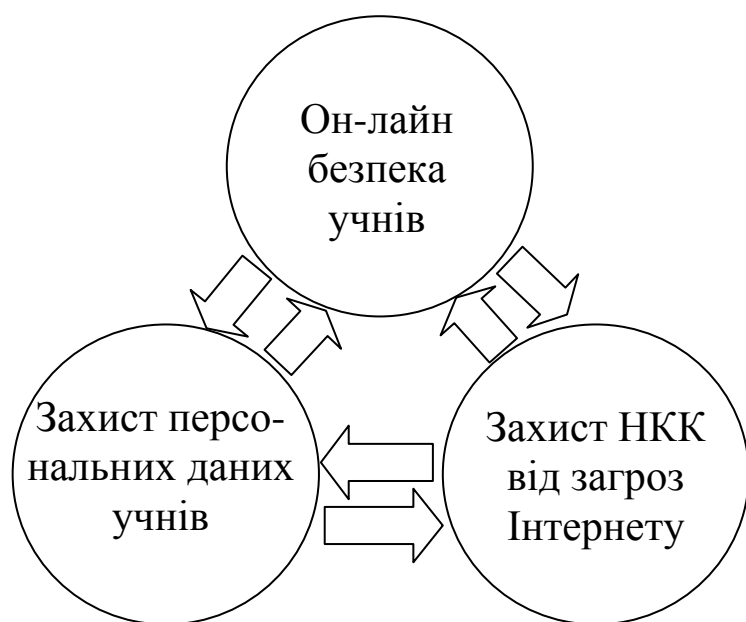 Он-лайн
безпека
учнів
Захист персо-
нальних даних
учнів
Захист НКК
від загроз
Інтернету